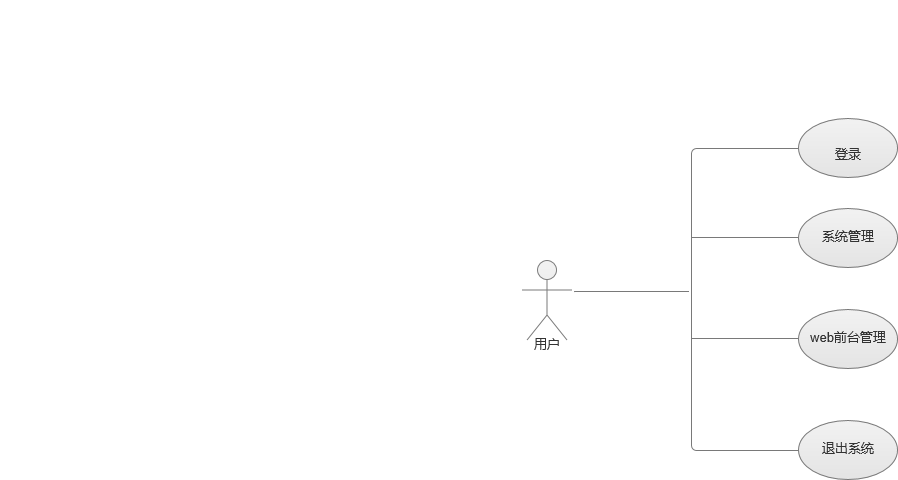 登录
系统管理
用户
web前台管理
退出系统